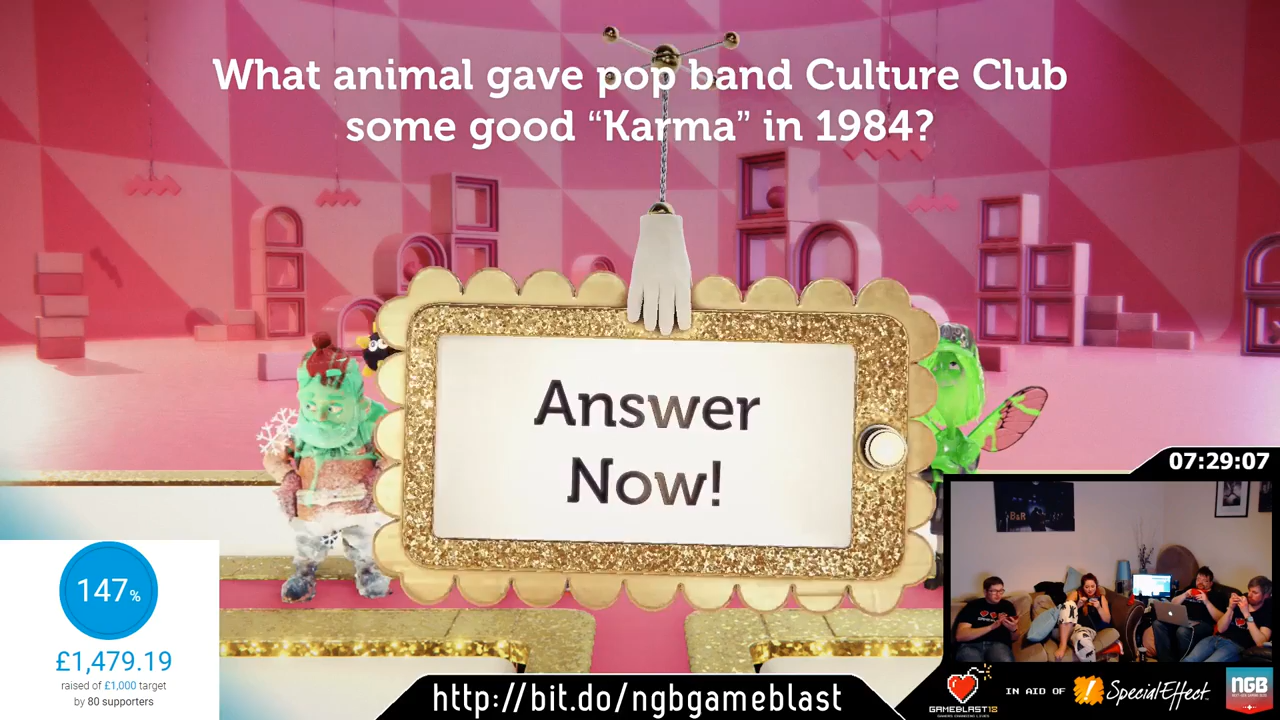 What animal gave pop band Culture Club
some good “Karma” in 1984?
Answer
Now!
07:29:07
B&R
147%
£1,479.19
raised of £1,000 target
by 80 supporters
http://bit.do/ngbgameblast
GAMEBLAST18
IN AID OF
SpecialEffect
NGB